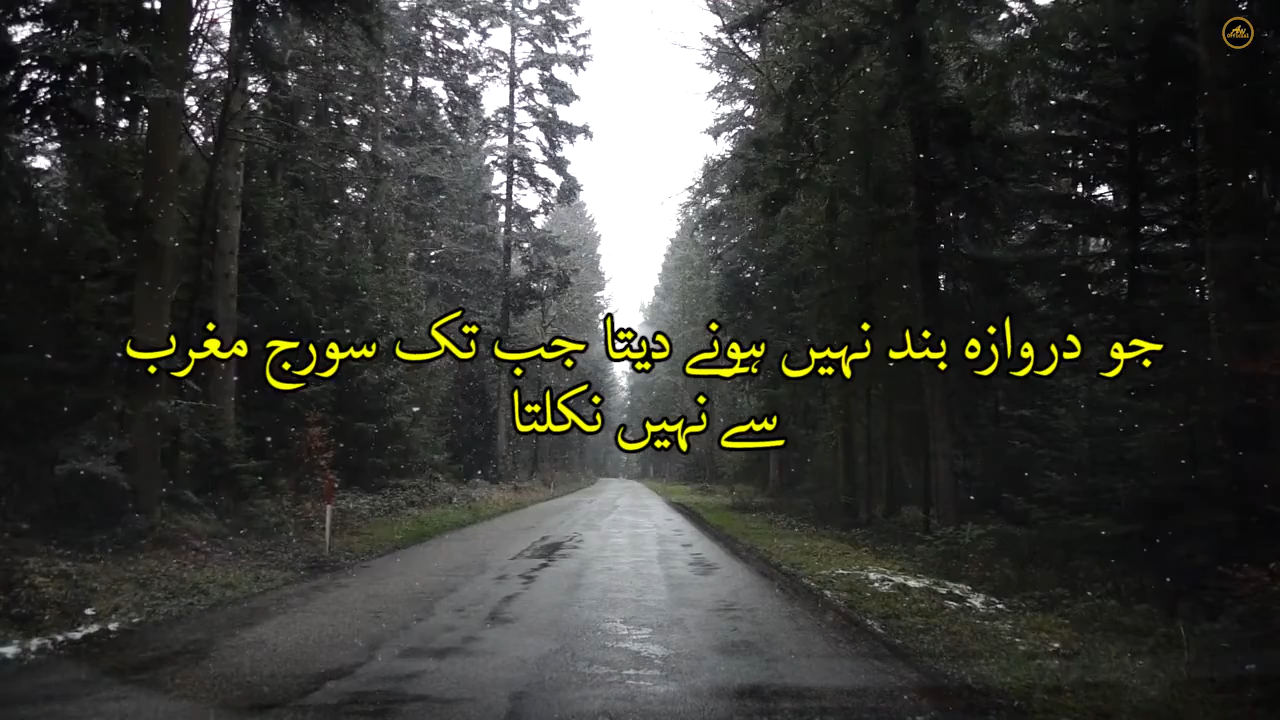 جو دروازہ بند نہیں ہونے دیتا جب تک سورج مغرب
سے نہیں نکلتا